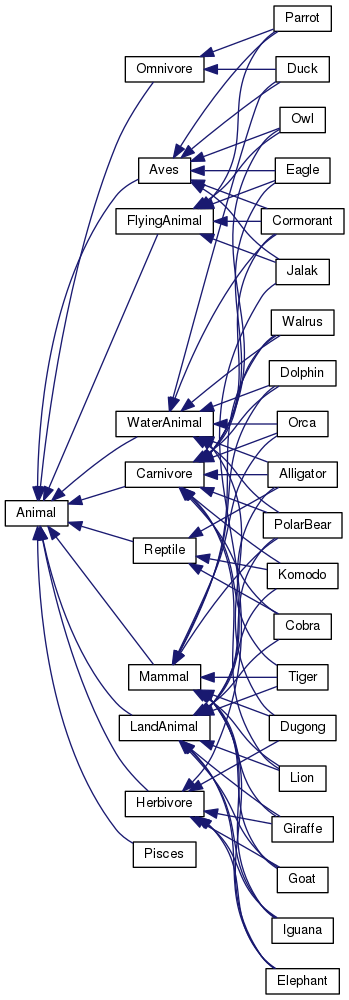 Parrot
Omnivore
Duck
Owl
Aves
Eagle
FlyingAnimal
Cormorant
Jalak
Walrus
Dolphin
WaterAnimal
Orca
Carnivore
Alligator
Animal
PolarBear
Reptile
Komodo
Cobra
Mammal
Tiger
LandAnimal
Dugong
Lion
Herbivore
Giraffe
Pisces
Goat
Iguana
Elephant